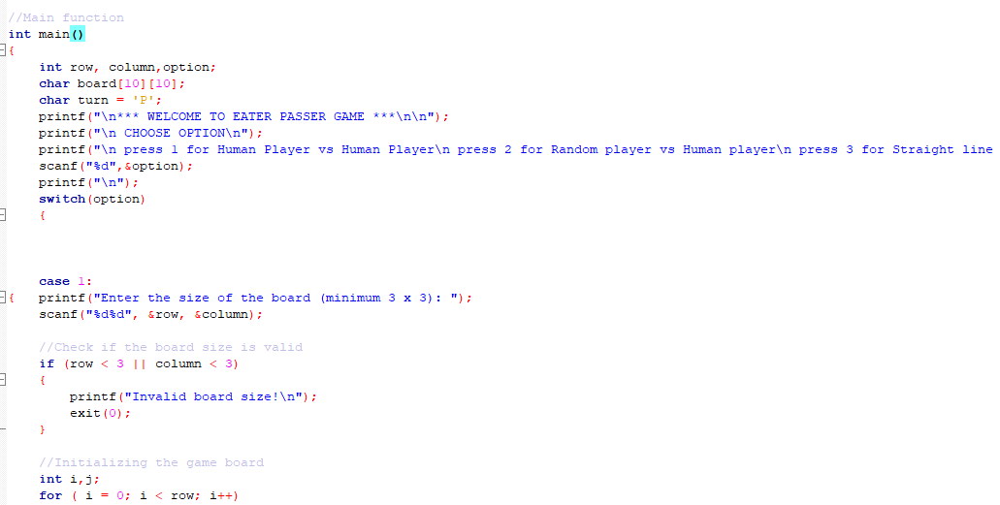 //Main function
int main()
{
int row, column,option;
char board[10][10];
char turn = 'P';
printf("\n*** WELCOME TO EATER PASSER GAME ***\n\n");
printf("\n CHOOSE OPTION\n");
printf("\n press 1 for Human Player vs Human Player\n press 2 for Random player vs Human player\n press 3 for Straight line
scanf("%d",&option);
printf("\n");
switch(option)
{
case 1:
{ printf("Enter the size of the board (minimum 3 x 3): ");
scanf("%d%d", &row, &column);
//Check if the board size is valid
if (row < 3 || column < 3)
{
printf("Invalid board size!\n");
exit(0);
}
//Initializing the game board
int i,j;
for ( i = 0; i < row; i++)